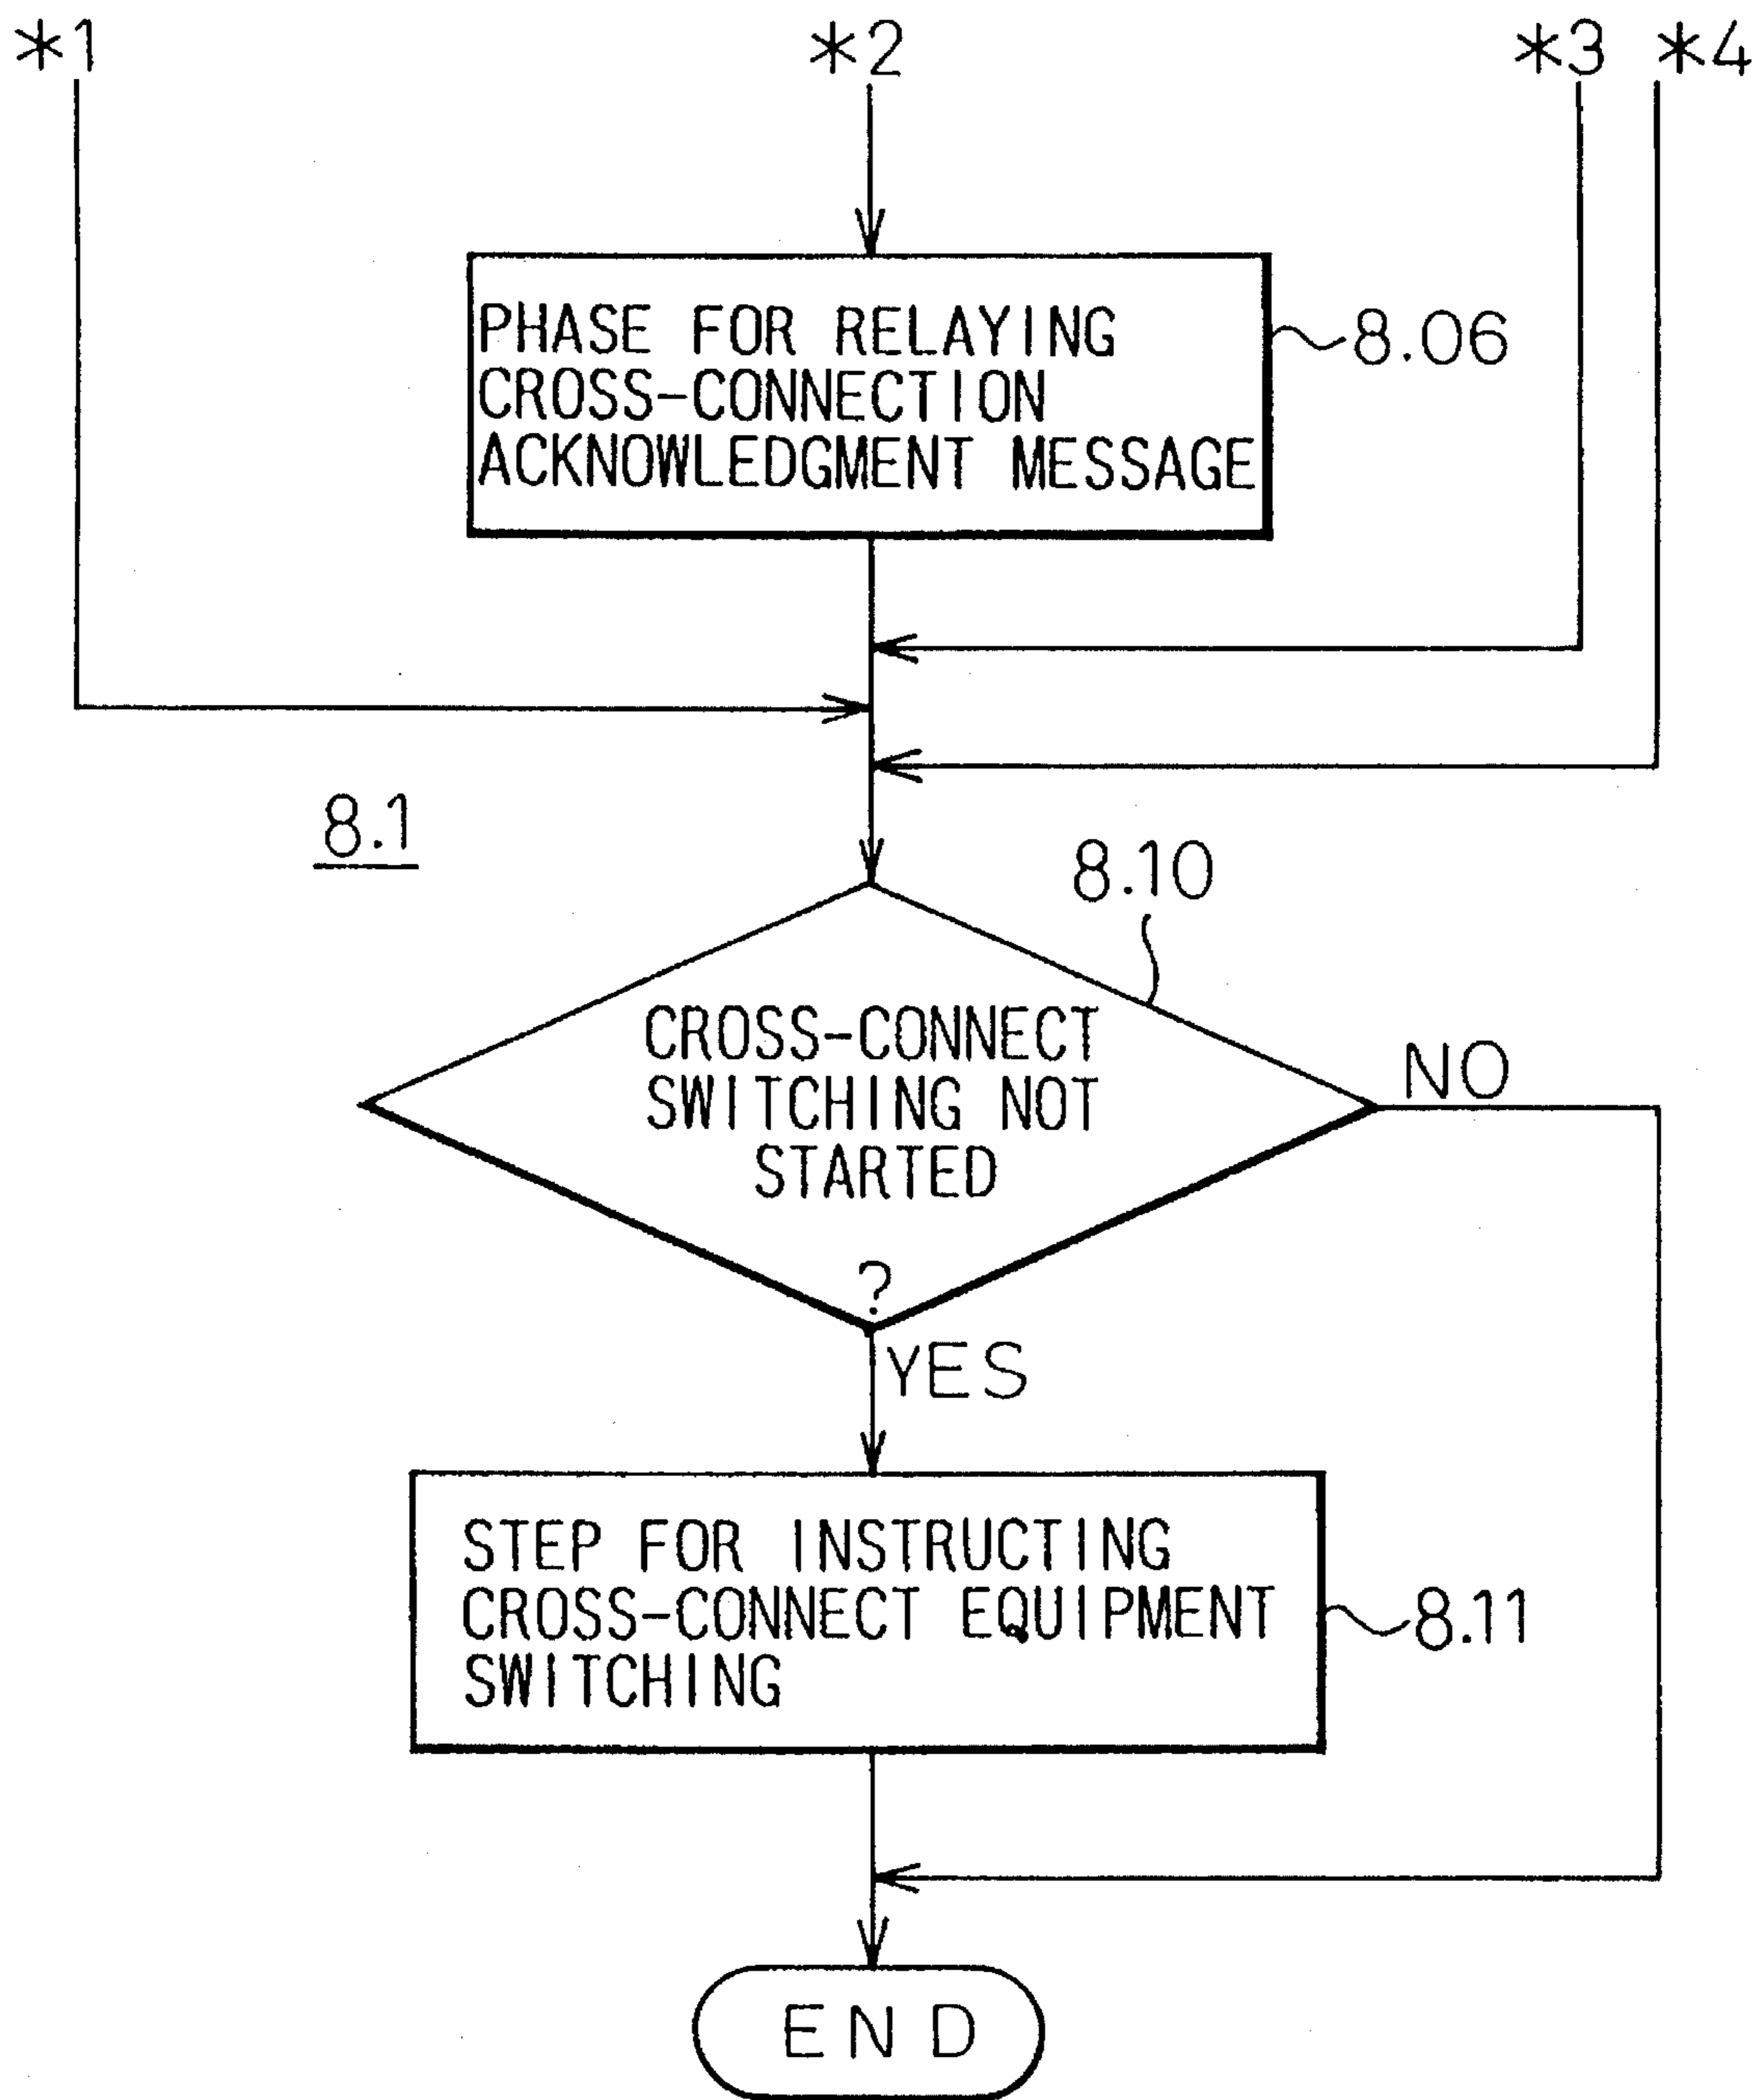 *1
*2
*3
*4
PHASE FOR RELAYING
CROSS-CONNECTION
ACKNOWLEDGMENT MESSAGE
8.06
8.1
8.10
CROSS-CONNECT
SWITCHING NOT
STARTED
?
NO
YES
STEP FOR INSTRUCTING
CROSS-CONNECT EQUIPMENT
SWITCHING
8.11
END